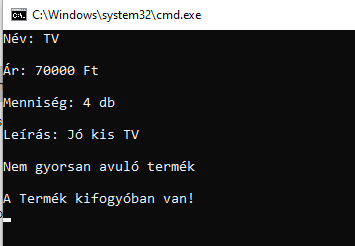 C:\Windows\system32\cmd.exe
Név: TV
Ár: 70000 Ft
Menniség: 4 db
Leírás: Jó kis TV
Nem gyorsan avuló termék
A Termék kifogyóban van!